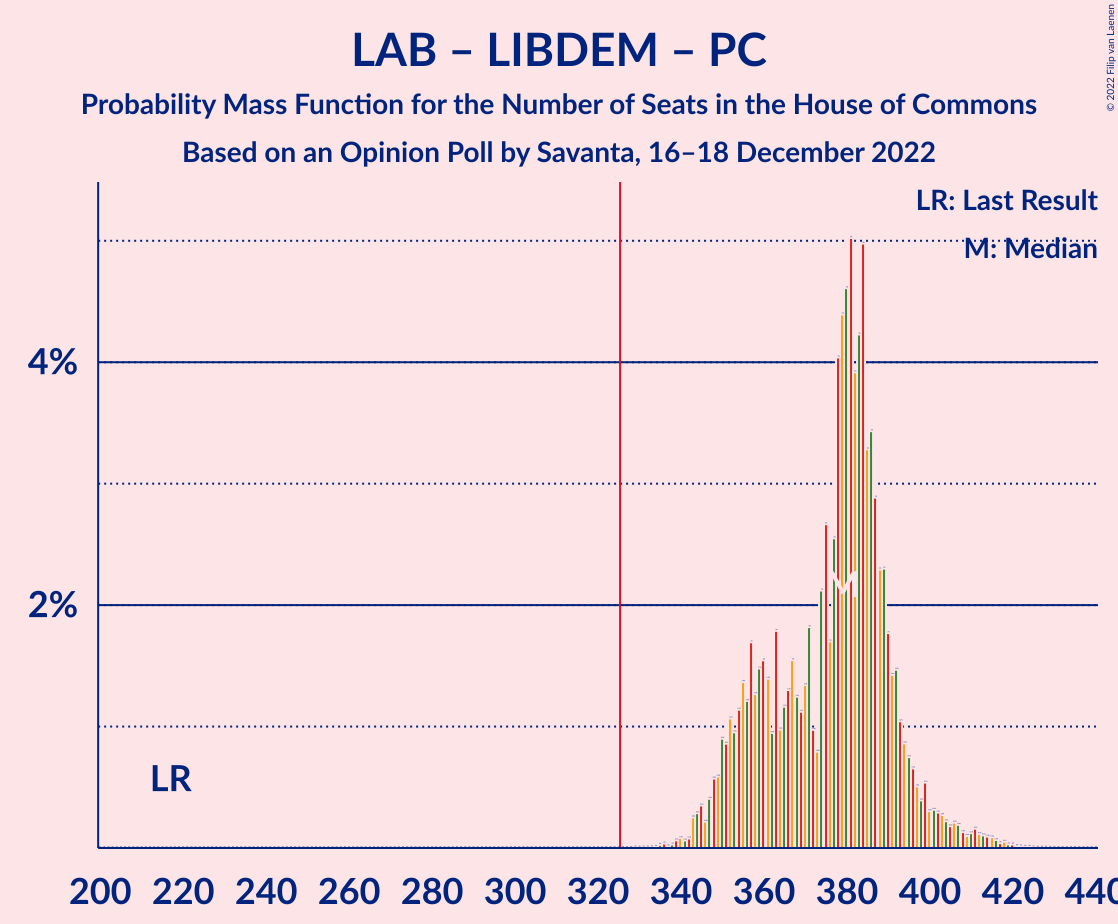 LAB – LIBDEM – PC
Probability Mass Function for the Number of Seats in the House of Commons
Based on an Opinion Poll by Savanta, 16–18 December 2022
© 2022 Filip van Laenen
LR: Last Result
M: Median
4%
2%
LR
200 220 240 260 280 300 320 340 360 380 400 420 440